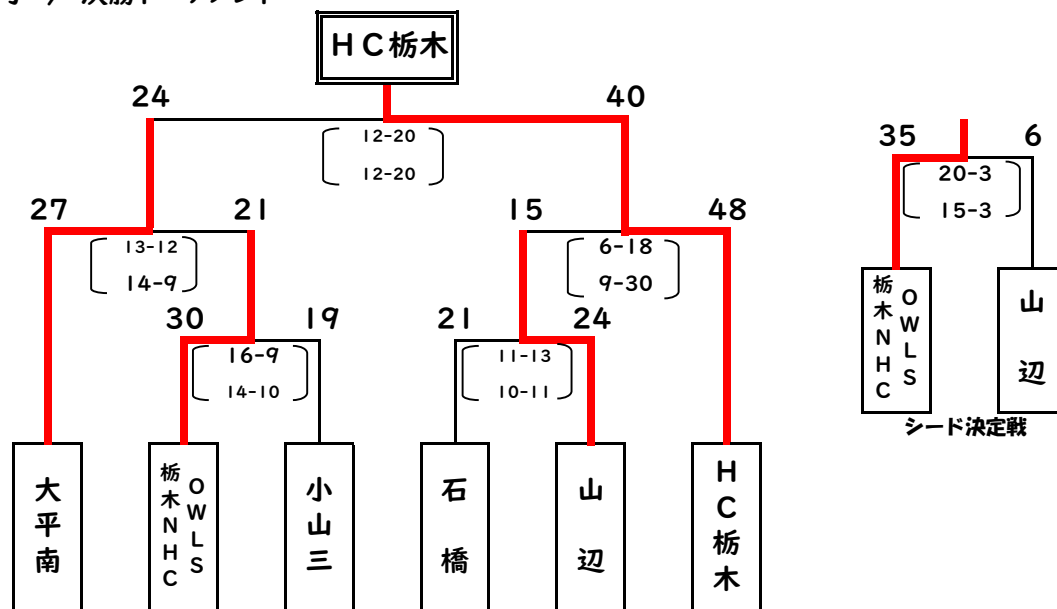 HC栃木
24
40
12-20
12-20
35
6
20-3
15-3
27
21
15
48
13-12
14-9
6-18
9-30
30
19
21
24
16-9
14-10
11-13
10-11
栃木NHC
OWLS
山辺
シード決定戦
大平南
栃木NHC
OWLS
小山三
石橋
山辺
HC栃木